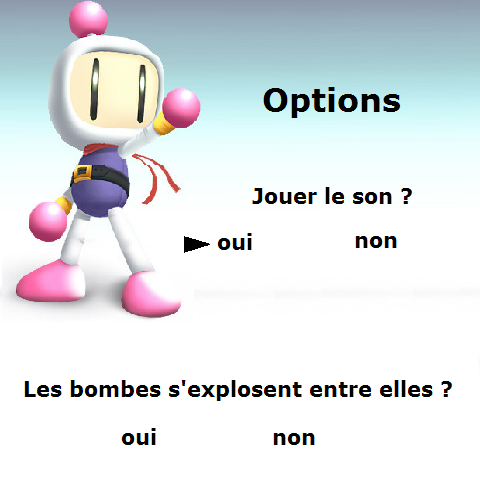 Options
Jouer le son ?
oui non
Les bombes s'explosent entre elles ?
oui non